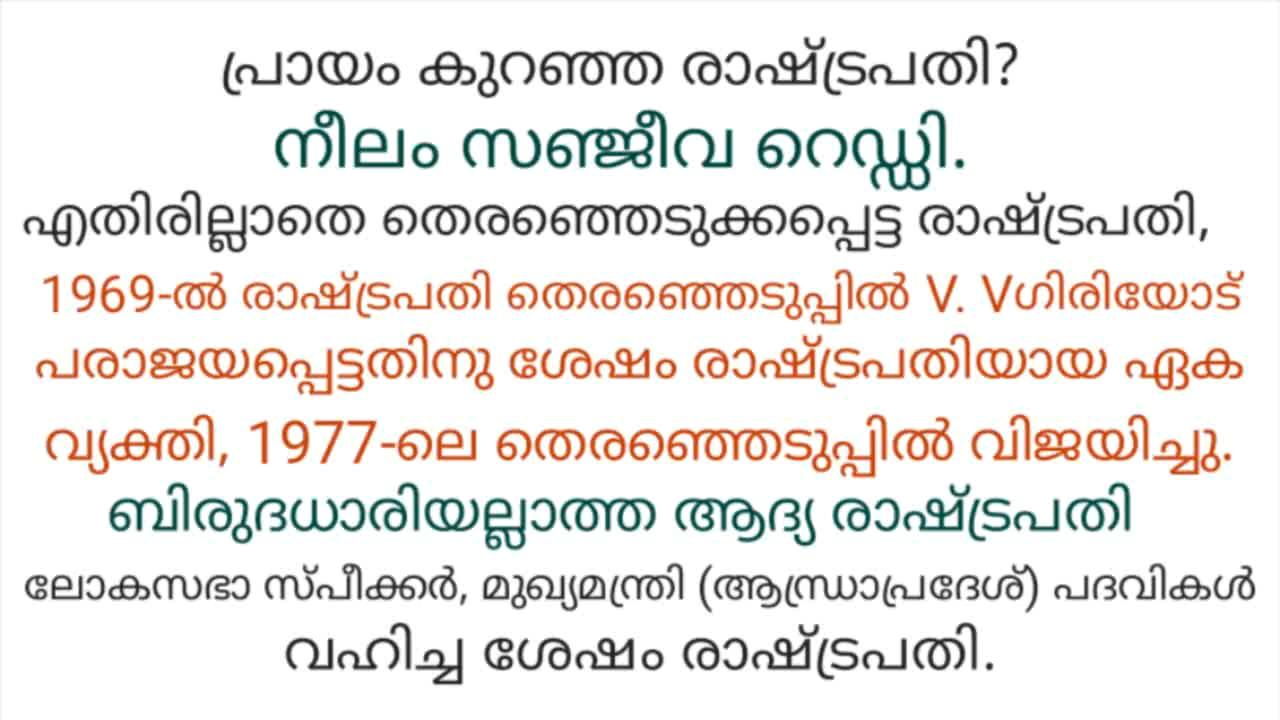 പ്രായം കുറഞ്ഞ രാഷ്ട്രപതി?
നീലം സഞ്ജീവ റെഡ്ഡി.
എതിരില്ലാതെ തെരഞ്ഞെടുക്കപ്പെട്ട രാഷ്ട്രപതി,
1969-ൽ രാഷ്ട്രപതി തെരഞ്ഞെടുപ്പിൽ V. Vഗിരിയോട്
പരാജയപ്പെട്ടതിനു ശേഷം രാഷ്ട്രപതിയായ ഏക
വ്യക്തി, 1977-ലെ തെരഞ്ഞെടുപ്പിൽ വിജയിച്ചു.
ബിരുദധാരിയല്ലാത്ത ആദ്യ രാഷ്ട്രപതി
ലോകസഭാ സ്പീക്കർ, മുഖ്യമന്ത്രി (ആന്ധ്രാപ്രദേശ്) പദവികൾ
വഹിച്ച ശേഷം രാഷ്ട്രപതി.